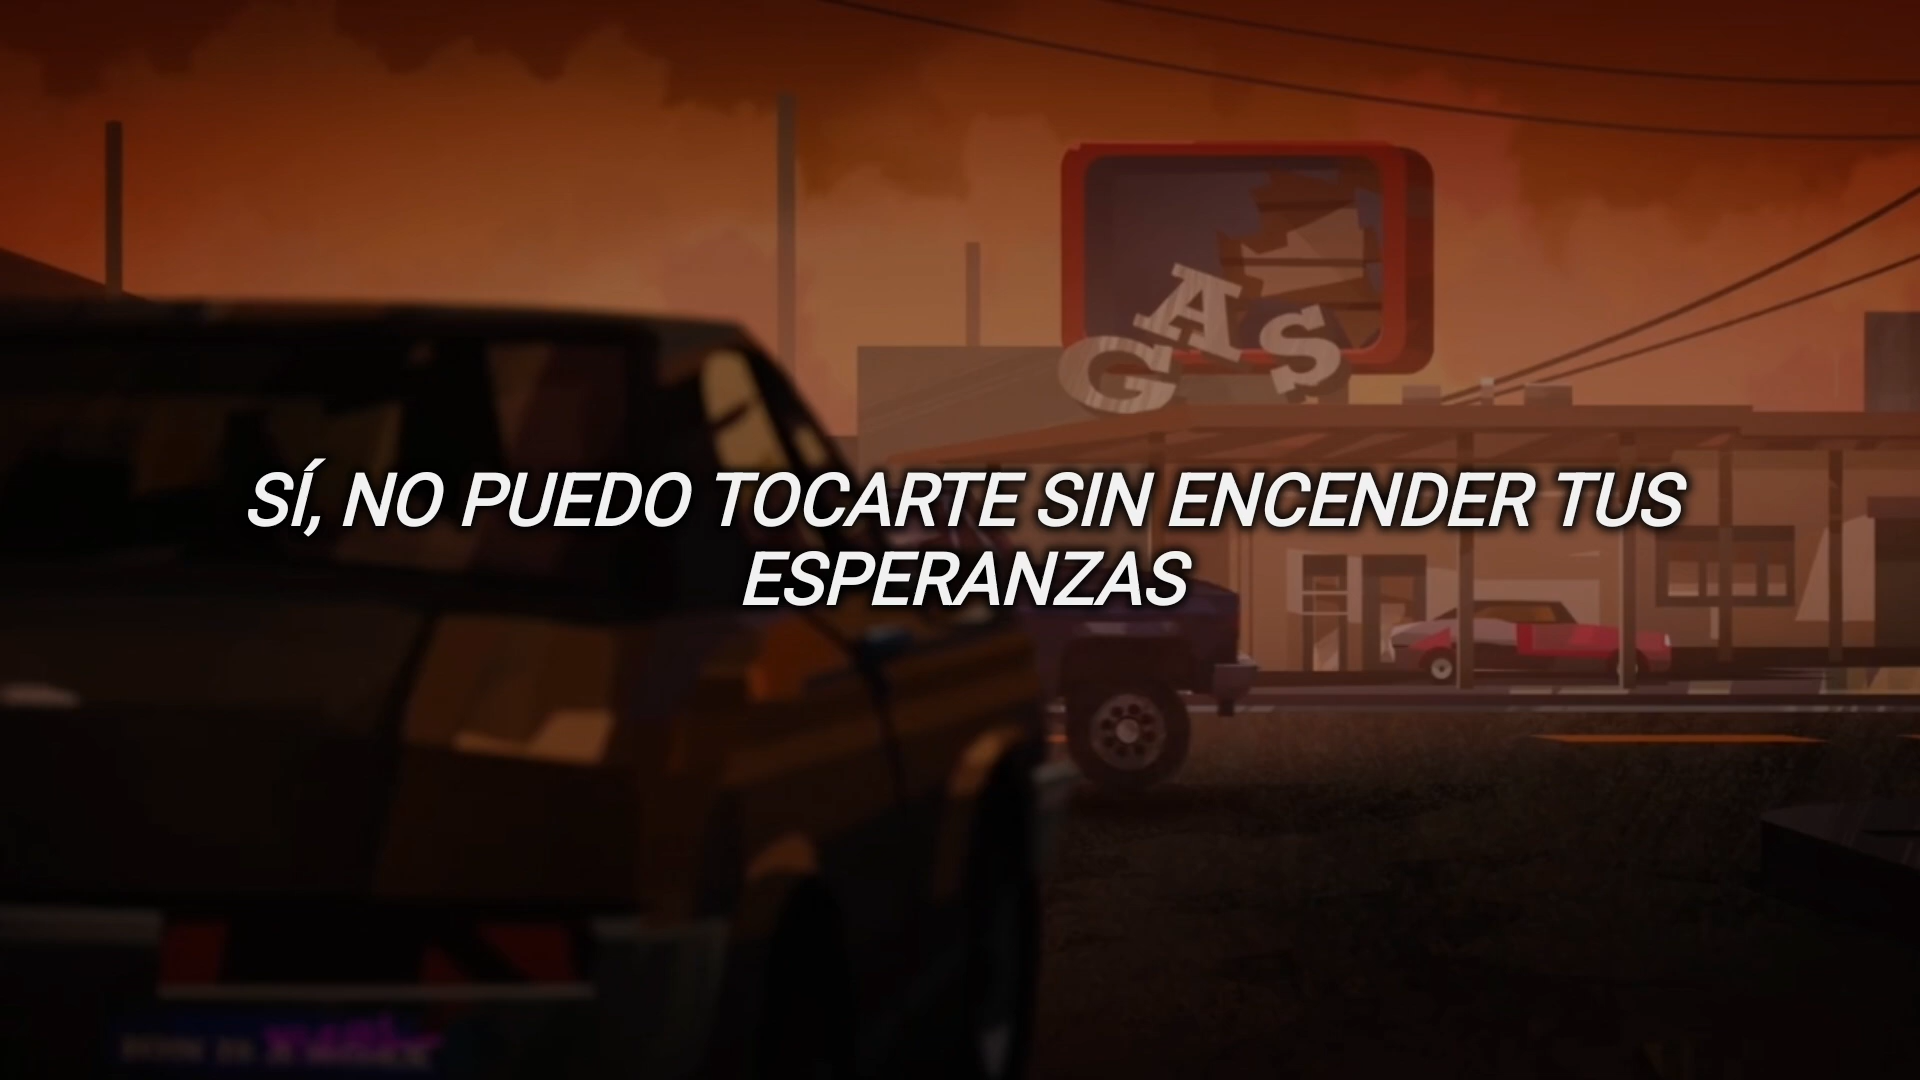 GAS
SÍ, NO PUEDO TOCARTE SIN ENCENDER TUS
ESPERANZAS